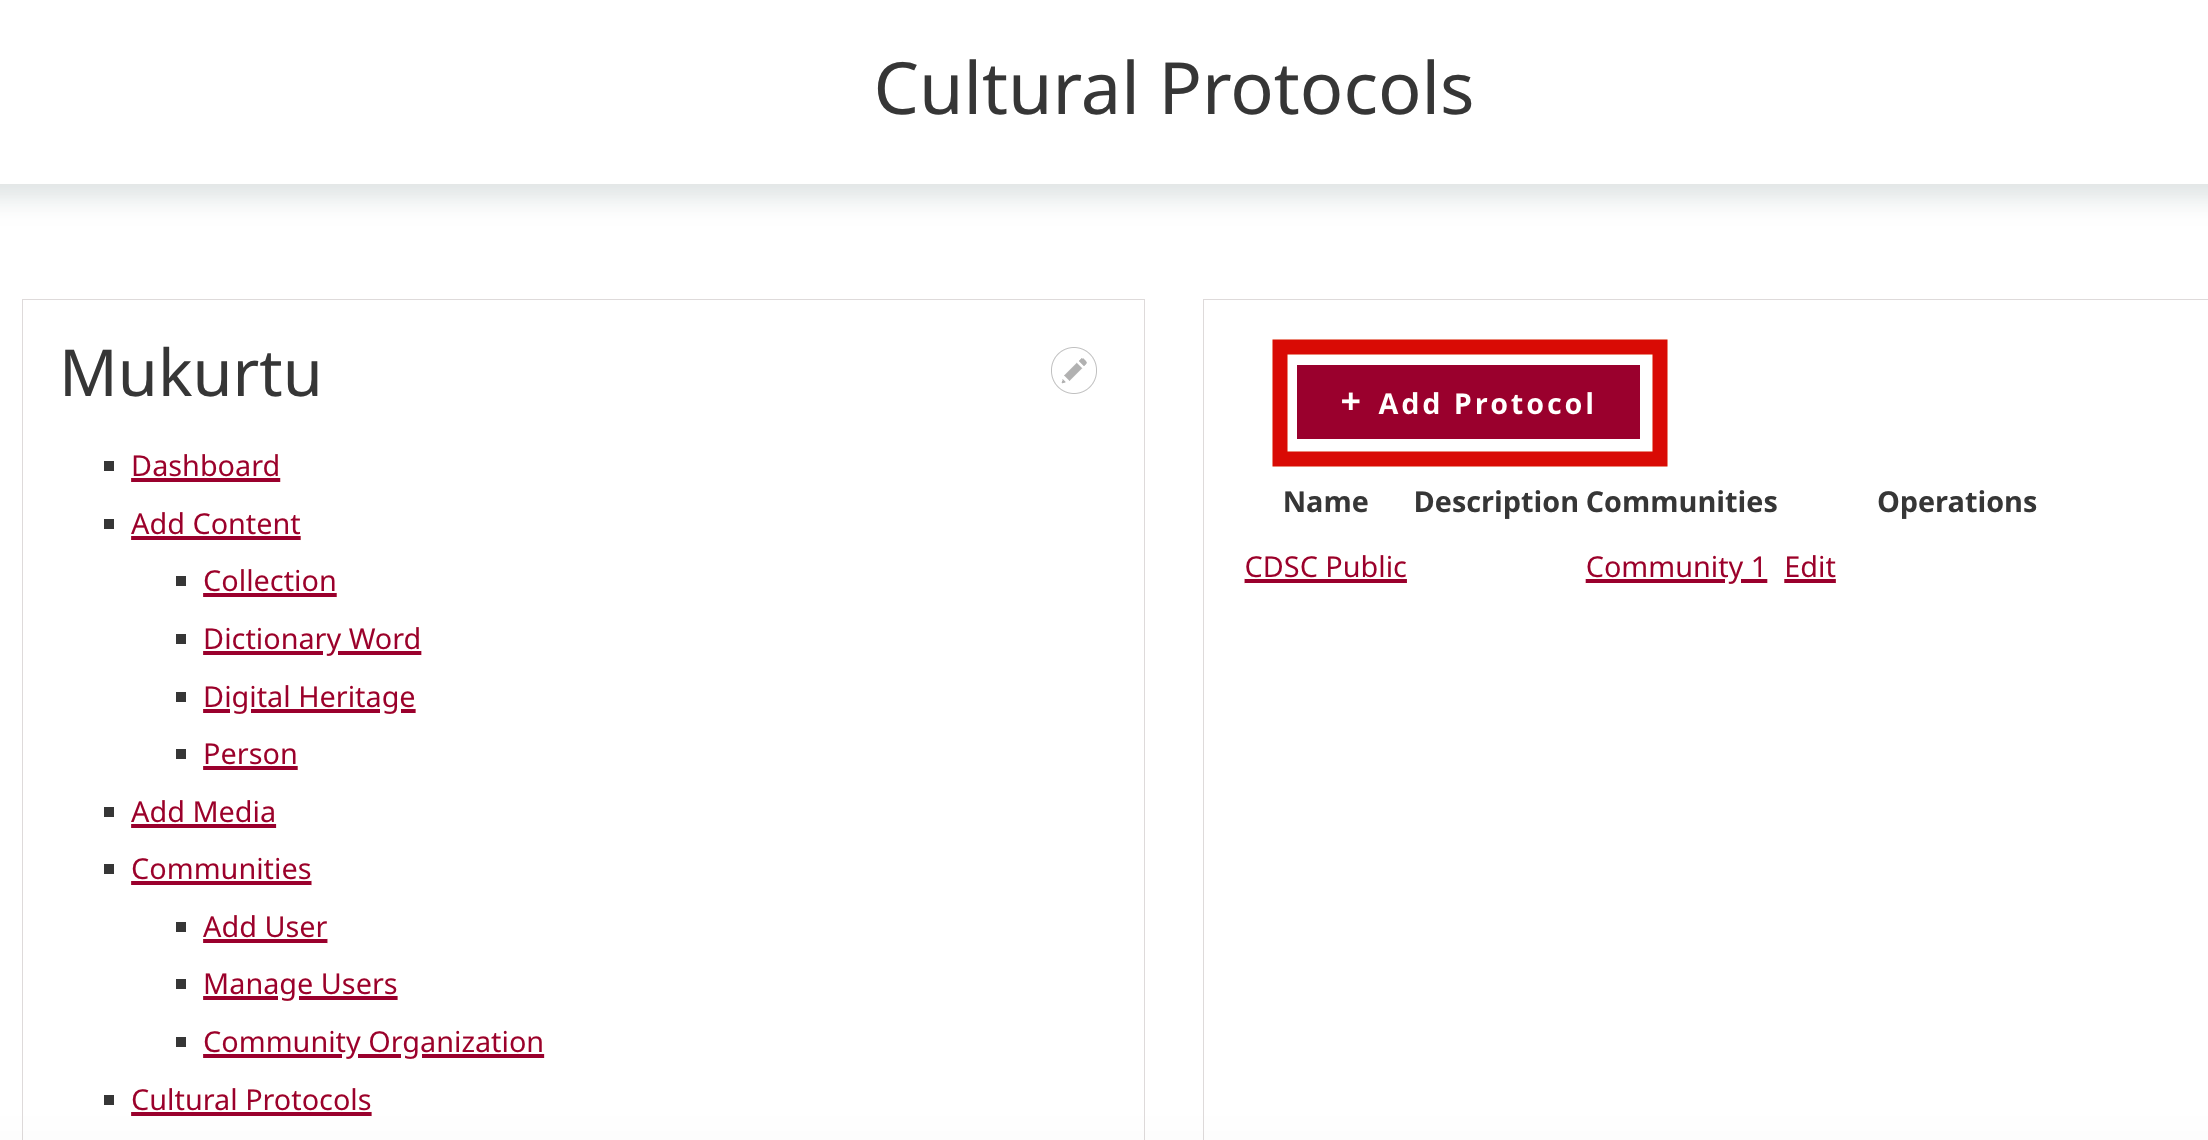 Cultural Protocols
Mukurtu
Dashboard
Add Content
Collection
Dictionary Word
Digital Heritage
Person
Add Media
Communities
Add User
Manage Users
Community Organization
Cultural Protocols
+ Add Protocol
Name Description Communities Operations
CDSC Public Community 1 Edit